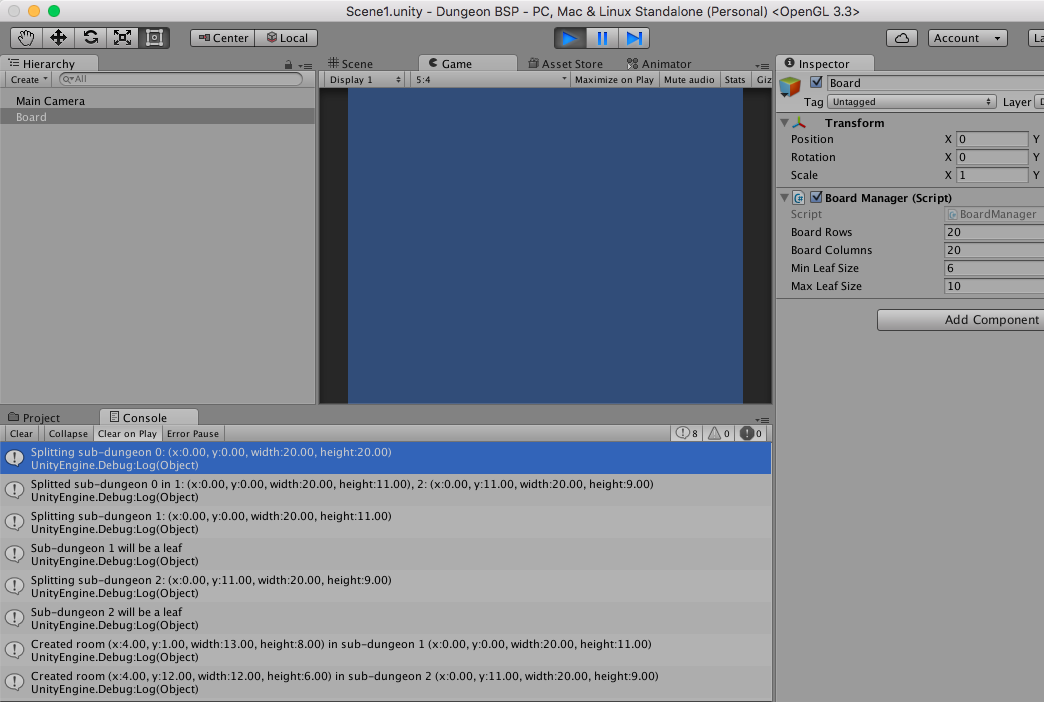 Scene1.unity - Dungeon BSP - PC, Mac & Linux Standalone (Personal) <OpenGL 3.3>
Center Local Account
Hierarchy
Create All
Main Camera
Board
Scene Game Asset Store Animator
Display 1 5:4 Maximize on Play Mute audio Stats Giz
Inspector
Board
Tag Untagged Layer
Transform
Position X 0 Y
Rotation X 0 Y
Scale X 1 Y
Board Manager (Script)
Script BoardManager
Board Rows 20
Board Columns 20
Min Leaf Size 6
Max Leaf Size 10
Add Component
Project Console
Clear Collapse Clear on Play Error Pause 8 0 0
Splitting sub-dungeon 0: (x:0.00, y:0.00, width:20.00, height:20.00)
UnityEngine.Debug:Log(Object)
Splitted sub-dungeon 0 in 1: (x:0.00, y:0.00, width:20.00, height:11.00), 2: (x:0.00, y:11.00, width:20.00, height:9.00)
UnityEngine.Debug:Log(Object)
Splitting sub-dungeon 1: (x:0.00, y:0.00, width:20.00, height:11.00)
UnityEngine.Debug:Log(Object)
Sub-dungeon 1 will be a leaf
UnityEngine.Debug:Log(Object)
Splitting sub-dungeon 2: (x:0.00, y:11.00, width:20.00, height:9.00)
UnityEngine.Debug:Log(Object)
Sub-dungeon 2 will be a leaf
UnityEngine.Debug:Log(Object)
Created room (x:4.00, y:1.00, width:13.00, height:8.00) in sub-dungeon 1 (x:0.00, y:0.00, width:20.00, height:11.00)
UnityEngine.Debug:Log(Object)
Created room (x:4.00, y:12.00, width:12.00, height:6.00) in sub-dungeon 2 (x:0.00, y:11.00, width:20.00, height:9.00)
UnityEngine.Debug:Log(Object)